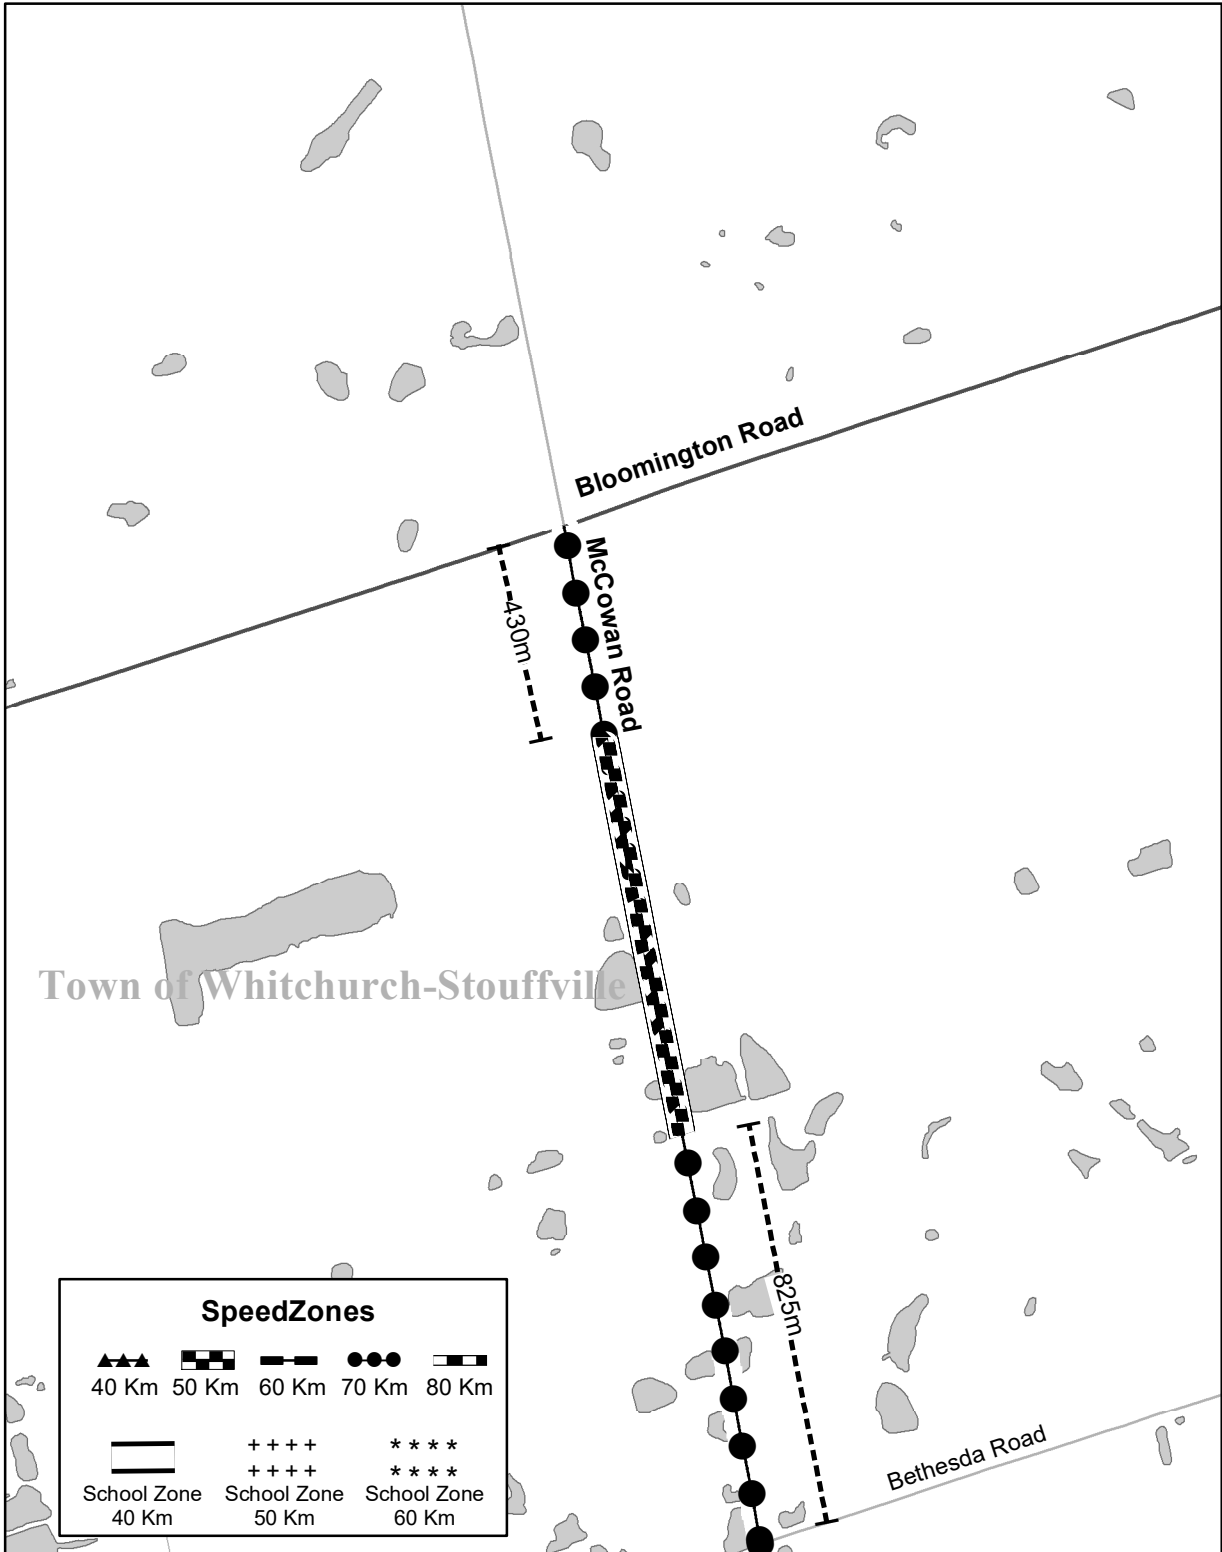 Bloomington Road
McCowan Road
430m
Town of Whitchurch-Stouffville
825m
Bethesda Road
SpeedZones
40 Km 50 Km 60 Km 70 Km 80 Km
+ + + + * * * *
+ + + + * * * *
School Zone School Zone School Zone
40 Km 50 Km 60 Km